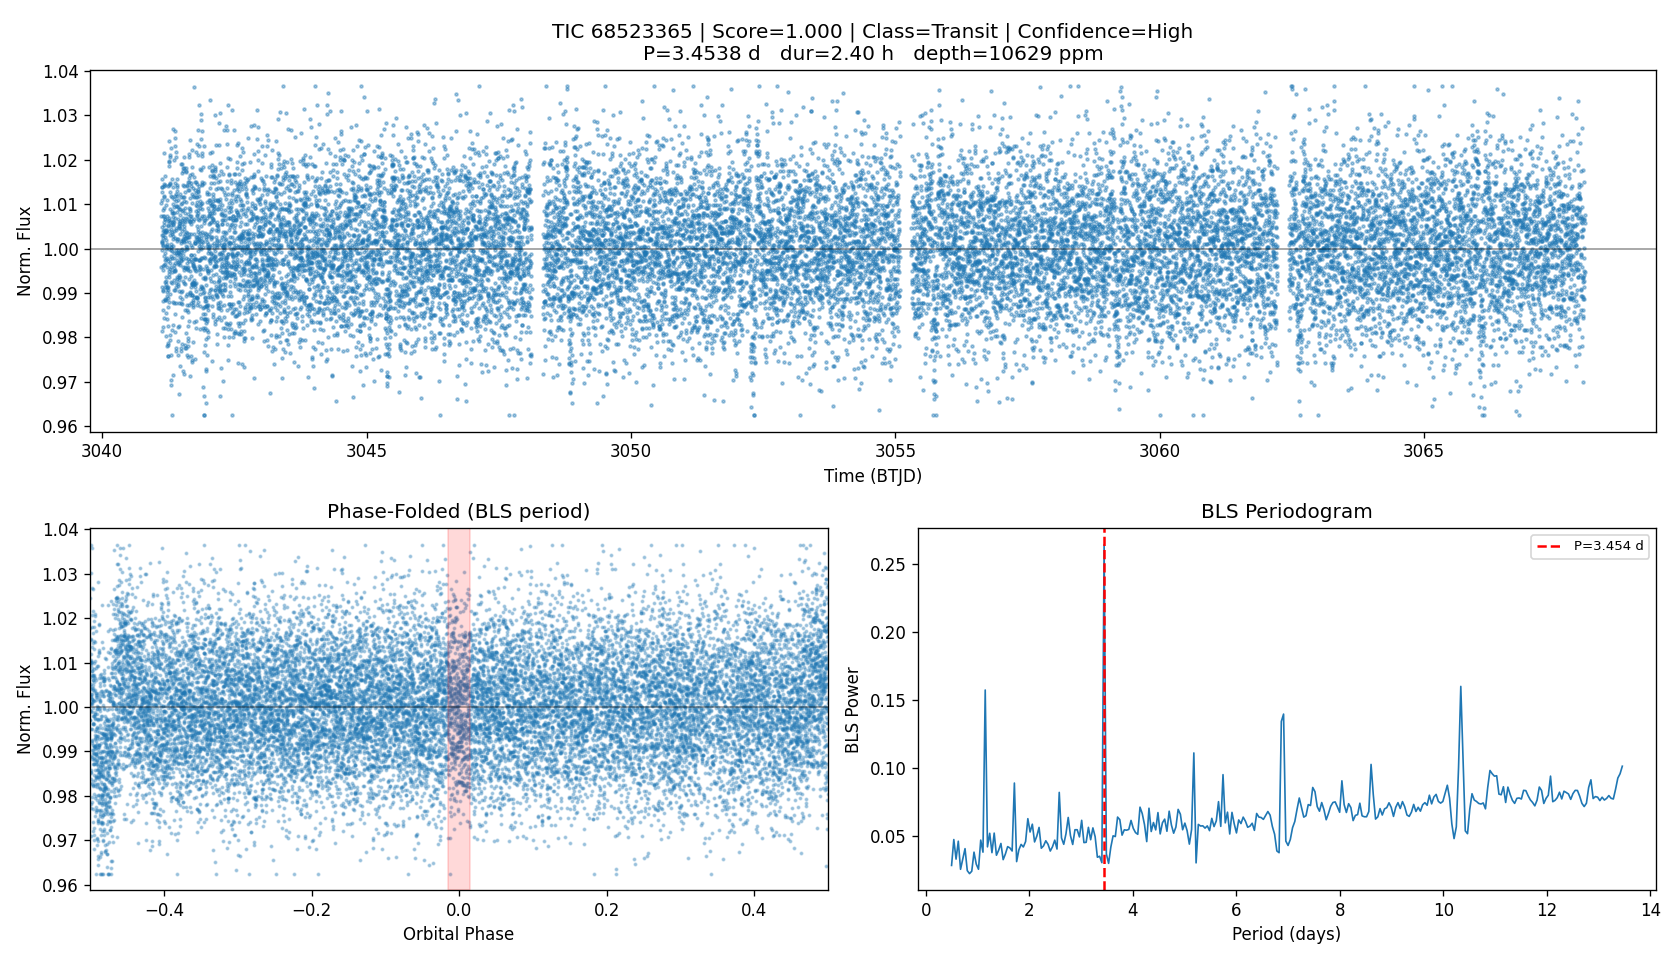 TIC 68523365 | Score=1.000 | Class=Transit | Confidence=High
P=3.4538 d   dur=2.40 h   depth=10629 ppm
1.04
1.03
1.02
1.01
1.00
0.99
0.98
0.97
0.96
Norm. Flux
3040 3045 3050 3055 3060 3065
Time (BTJD)
Phase-Folded (BLS period)
1.04
1.03
1.02
1.01
1.00
0.99
0.98
0.97
0.96
Norm. Flux
−0.4 −0.2 0.0 0.2 0.4
Orbital Phase
BLS Periodogram
P=3.454 d
0.25
0.20
0.15
0.10
0.05
BLS Power
0 2 4 6 8 10 12 14
Period (days)